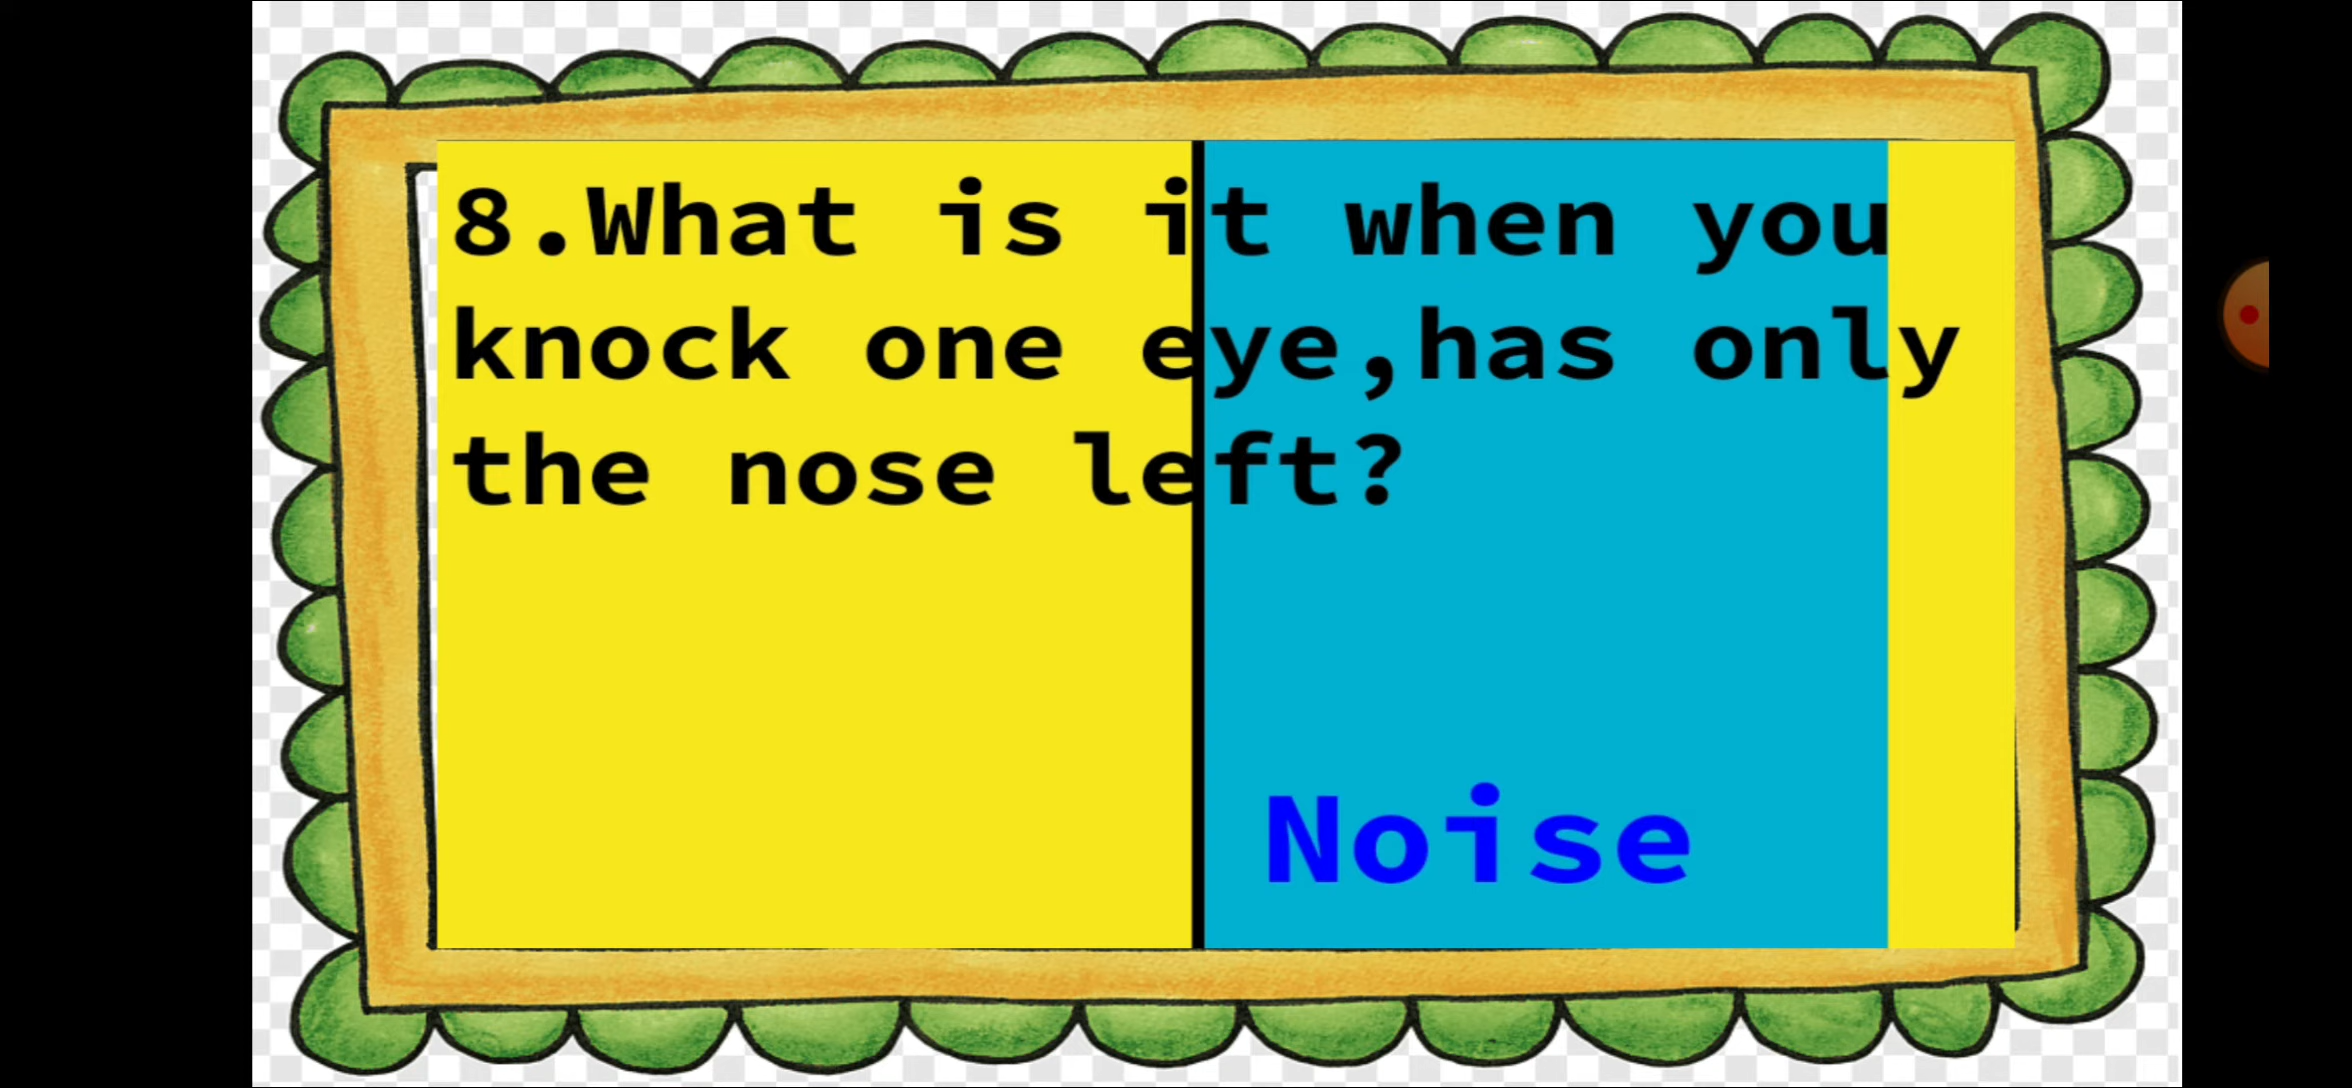 8.What is it when you
knock one eye,has only
the nose left?
Noise